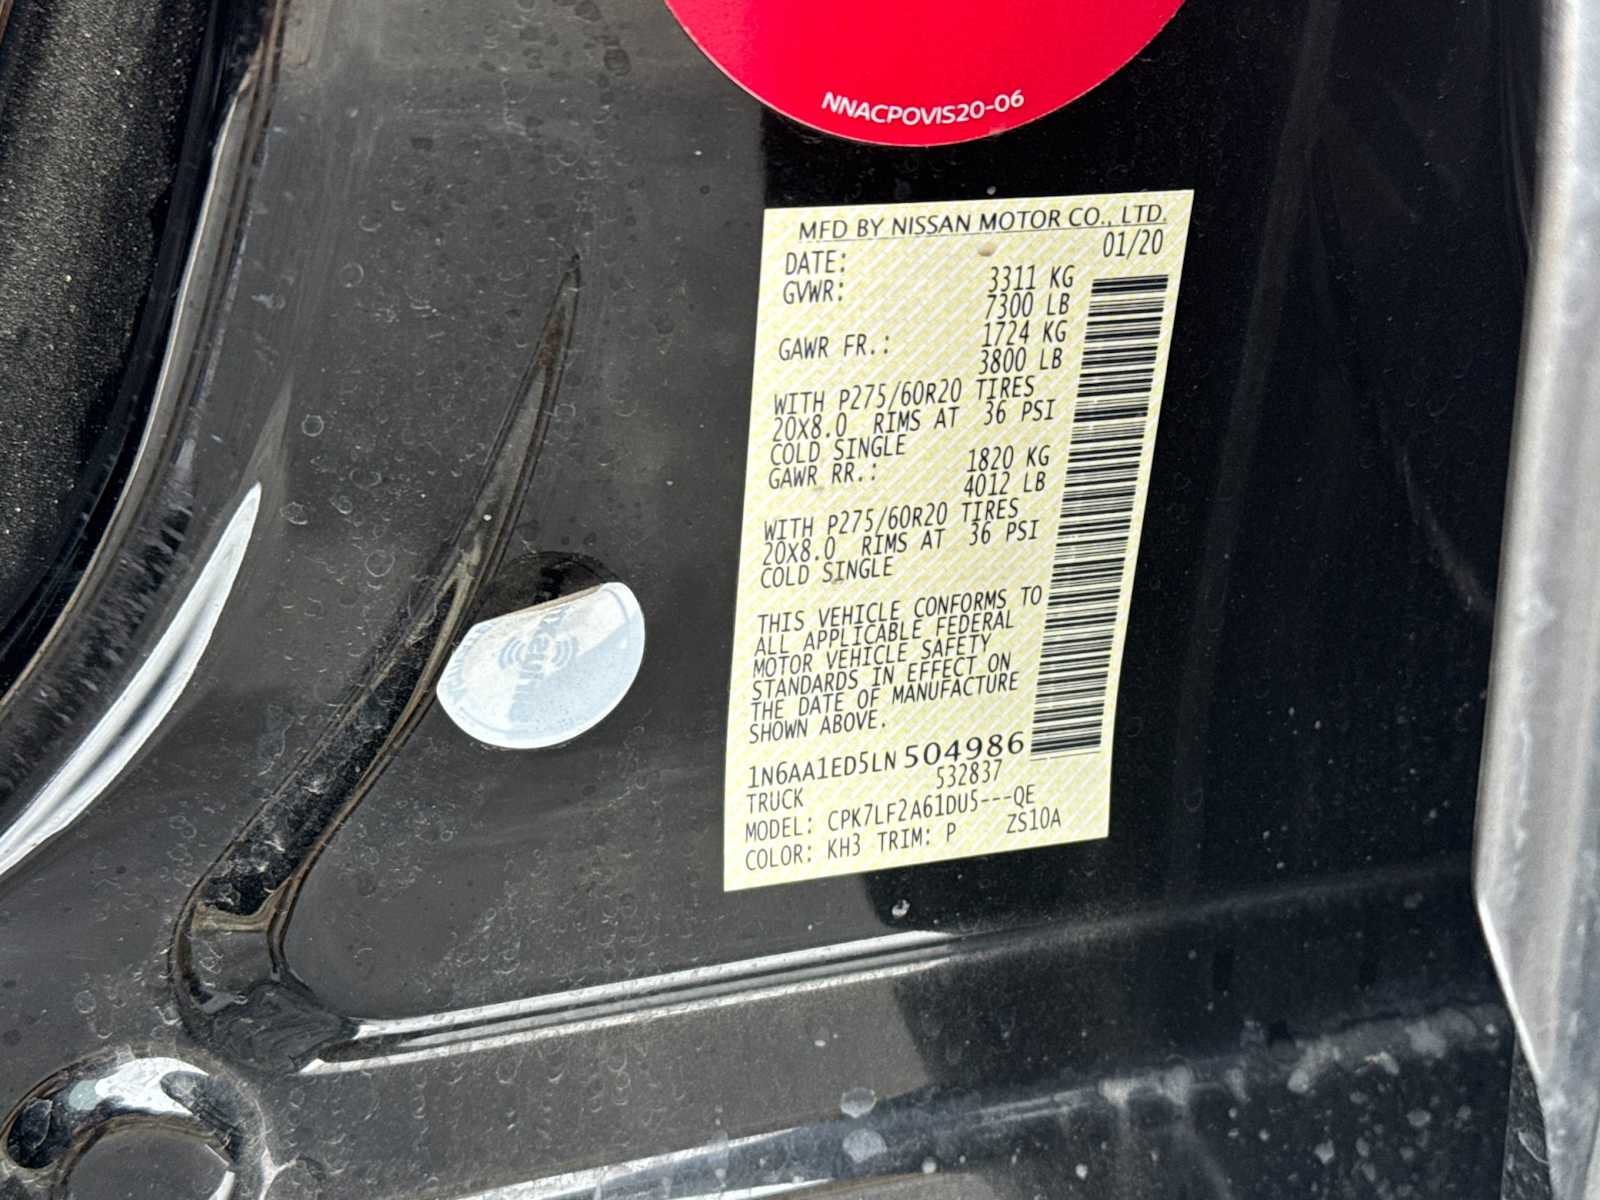 NNACPOVIS20-06
MFD BY NISSAN MOTOR CO., LTD.
DATE: 01/20
GVWR: 3311 KG
7300 LB
GAWR FR.: 1724 KG
3800 LB
WITH P275/60R20 TIRES
20X8.0 RIMS AT 36 PSI
COLD SINGLE
GAWR RR.: 1820 KG
4012 LB
WITH P275/60R20 TIRES
20X8.0 RIMS AT 36 PSI
COLD SINGLE
THIS VEHICLE CONFORMS TO
ALL APPLICABLE FEDERAL
MOTOR VEHICLE SAFETY
STANDARDS IN EFFECT ON
THE DATE OF MANUFACTURE
SHOWN ABOVE.
1N6AA1ED5LN504986
532837
TRUCK
MODEL: CPK7LF2A61DU5---QE
COLOR: KH3 TRIM: P ZS10A